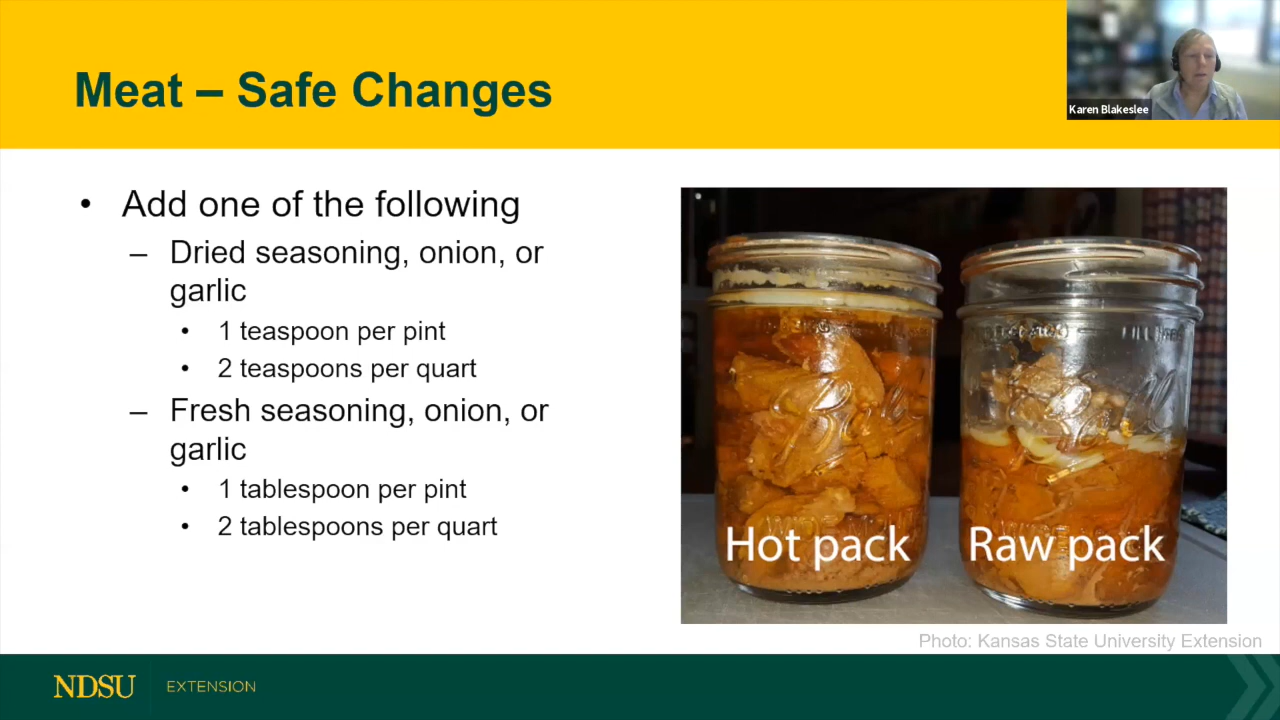 Meat – Safe Changes
Karen Blakeslee
• Add one of the following
– Dried seasoning, onion, or
garlic
• 1 teaspoon per pint
• 2 teaspoons per quart
– Fresh seasoning, onion, or
garlic
• 1 tablespoon per pint
• 2 tablespoons per quart
Hot pack
Raw pack
Photo: Kansas State University Extension
NDSU
EXTENSION